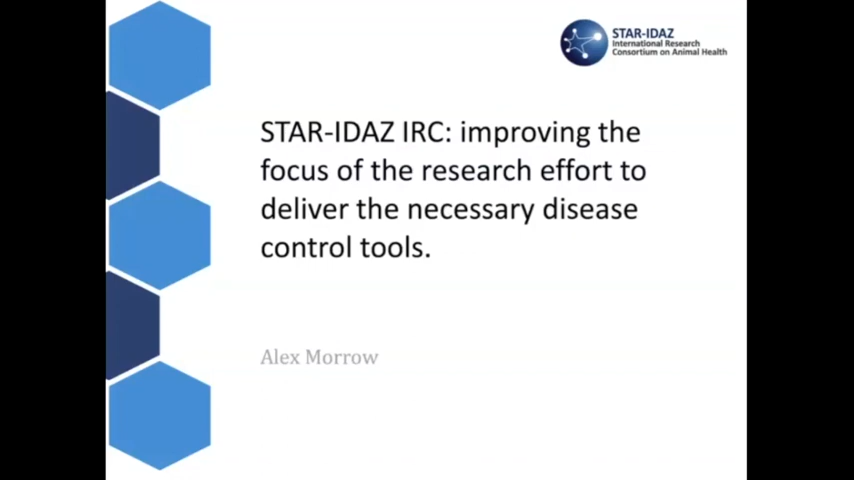 STAR-IDAZ
International Research
Consortium on Animal Health
STAR-IDAZ IRC: improving the
focus of the research effort to
deliver the necessary disease
control tools.
Alex Morrow